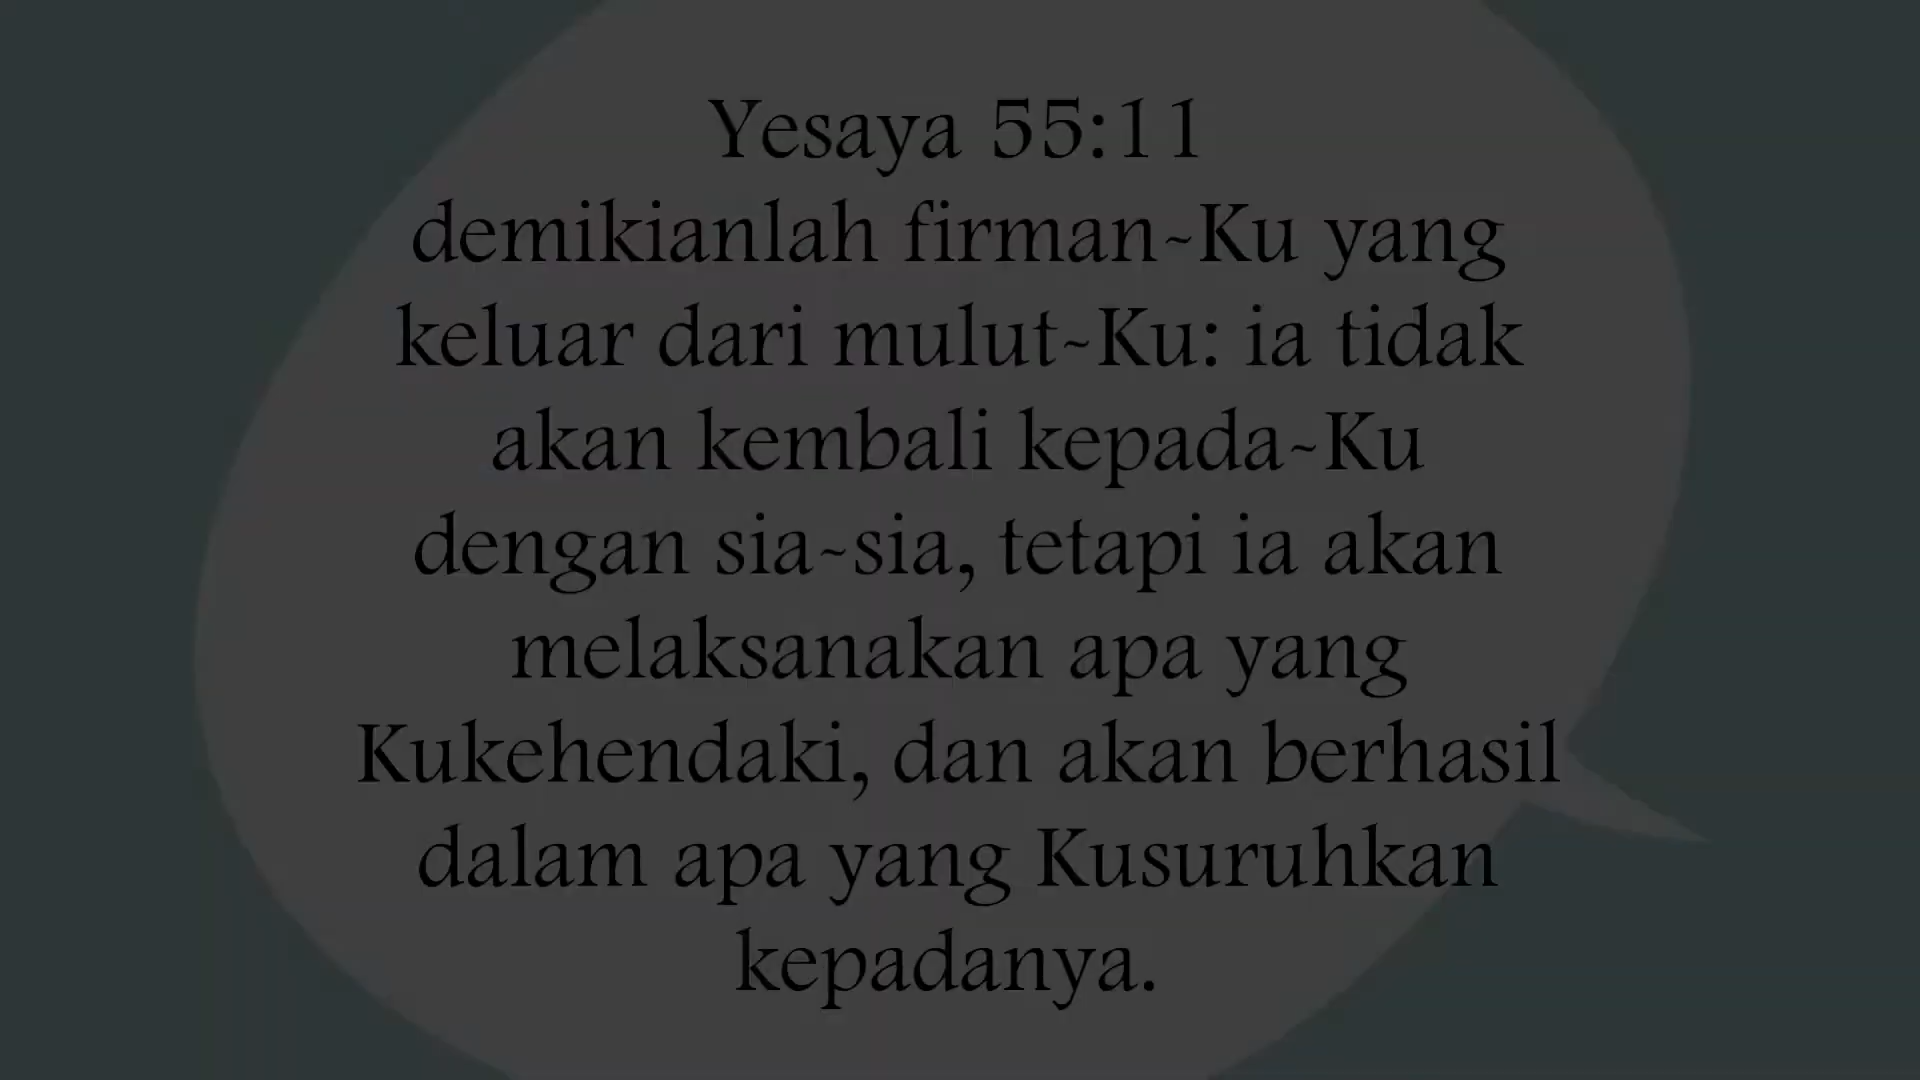 Yesaya 55:11
demikianlah firman-Ku yang
keluar dari mulut-Ku: ia tidak
akan kembali kepada-Ku
dengan sia-sia, tetapi ia akan
melaksanakan apa yang
Kukehendaki, dan akan berhasil
dalam apa yang Kusuruhkan
kepadanya.